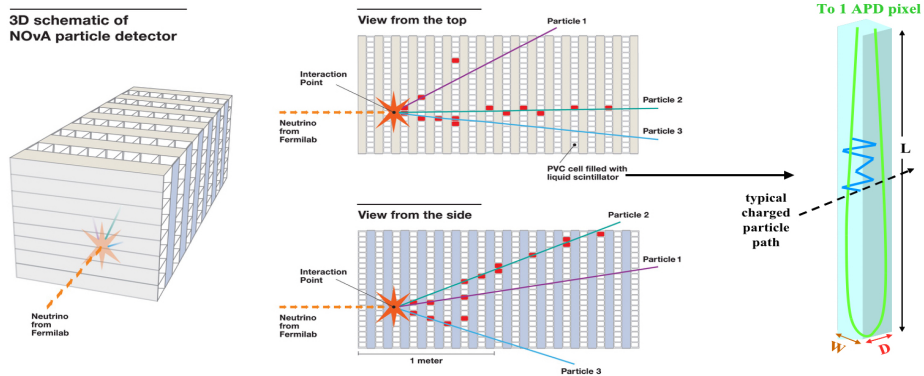 3D schematic of
NOvA particle detector
Neutrino
from
Fermilab
View from the top
Particle 1
Interaction
Point
Particle 2
Neutrino
from
Fermilab
Particle 3
PVC cell filled with
liquid scintillator
View from the side
Particle 2
Interaction
Point
Particle 1
Neutrino
from
Fermilab
1 meter
Particle 3
To 1 APD pixel
L
typical
charged
particle
path
W
D